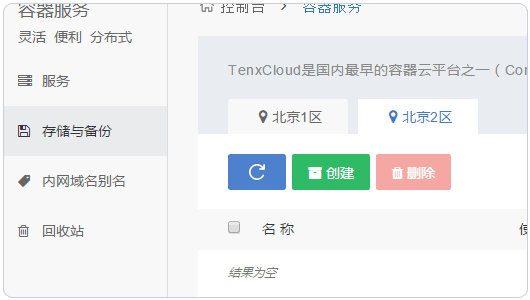 容器服务
灵活 便利 分布式
服务
存储与备份
内网域名别名
回收站
控制台 > 容器服务
TenxCloud是国内最早的容器云平台之一（Con
北京1区 北京2区
创建 删除
名 称
结果为空